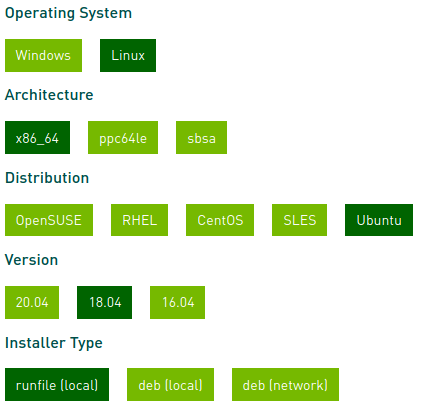 Operating System
Windows Linux
Architecture
x86_64 ppc64le sbsa
Distribution
OpenSUSE RHEL CentOS SLES Ubuntu
Version
20.04 18.04 16.04
Installer Type
runfile (local) deb (local) deb (network)